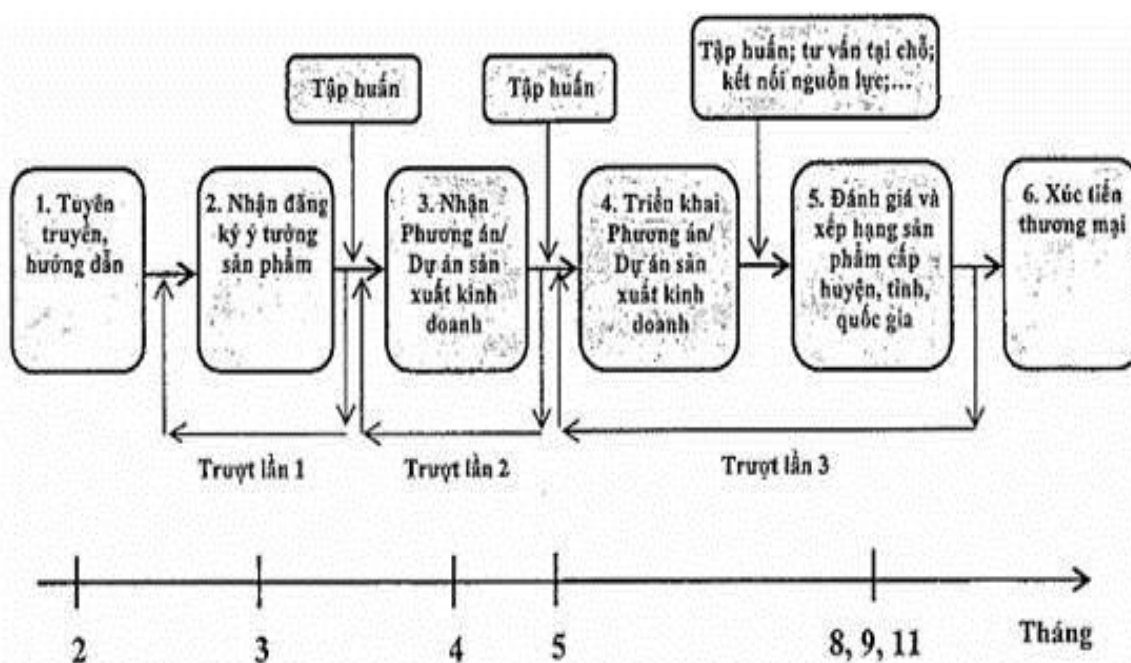 Tập huấn
Tập huấn
Tập huấn; tư vấn tại chỗ;
kết nối nguồn lực;...
1. Tuyên
truyền,
hướng dẫn
2. Nhận đăng
ký ý tưởng
sản phẩm
3. Nhận
Phương án/
Dự án sản
xuất kinh
doanh
4. Triển khai
Phương án/
Dự án sản
xuất kinh
doanh
5. Đánh giá và
xếp hạng sản
phẩm cấp
huyện, tỉnh,
quốc gia
6. Xúc tiến
thương mại
Trượt lần 1
Trượt lần 2
Trượt lần 3
2
3
4
5
8, 9, 11
Tháng